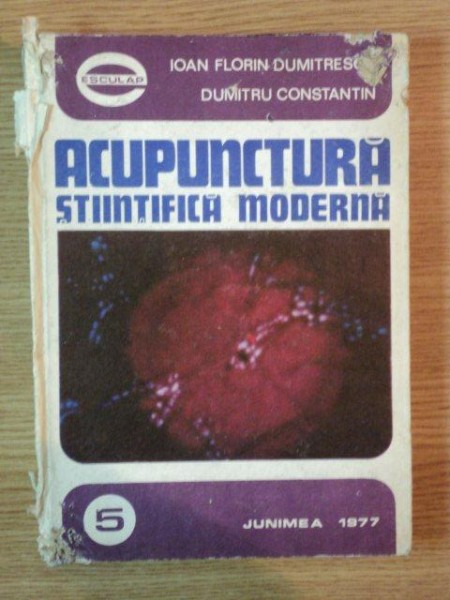 ESCULAP
IOAN FLORIN DUMITRESC
DUMITRU CONSTANTIN
ACUPUNCTURĂ
ȘTIINȚIFICĂ MODERNĂ
5
JUNIMEA 1977